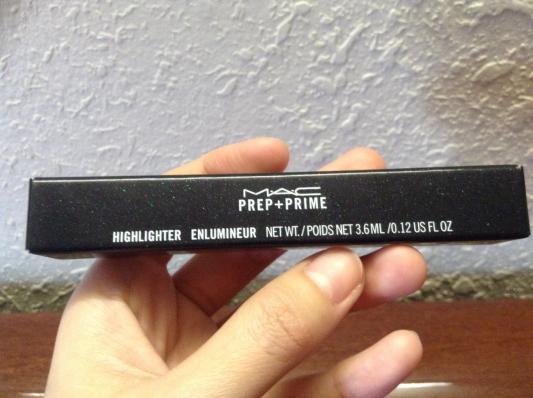 MAC
PREP+PRIME
HIGHLIGHTER ENLUMINEUR NET WT./POIDS NET 3.6 ML /0.12 US FL OZ